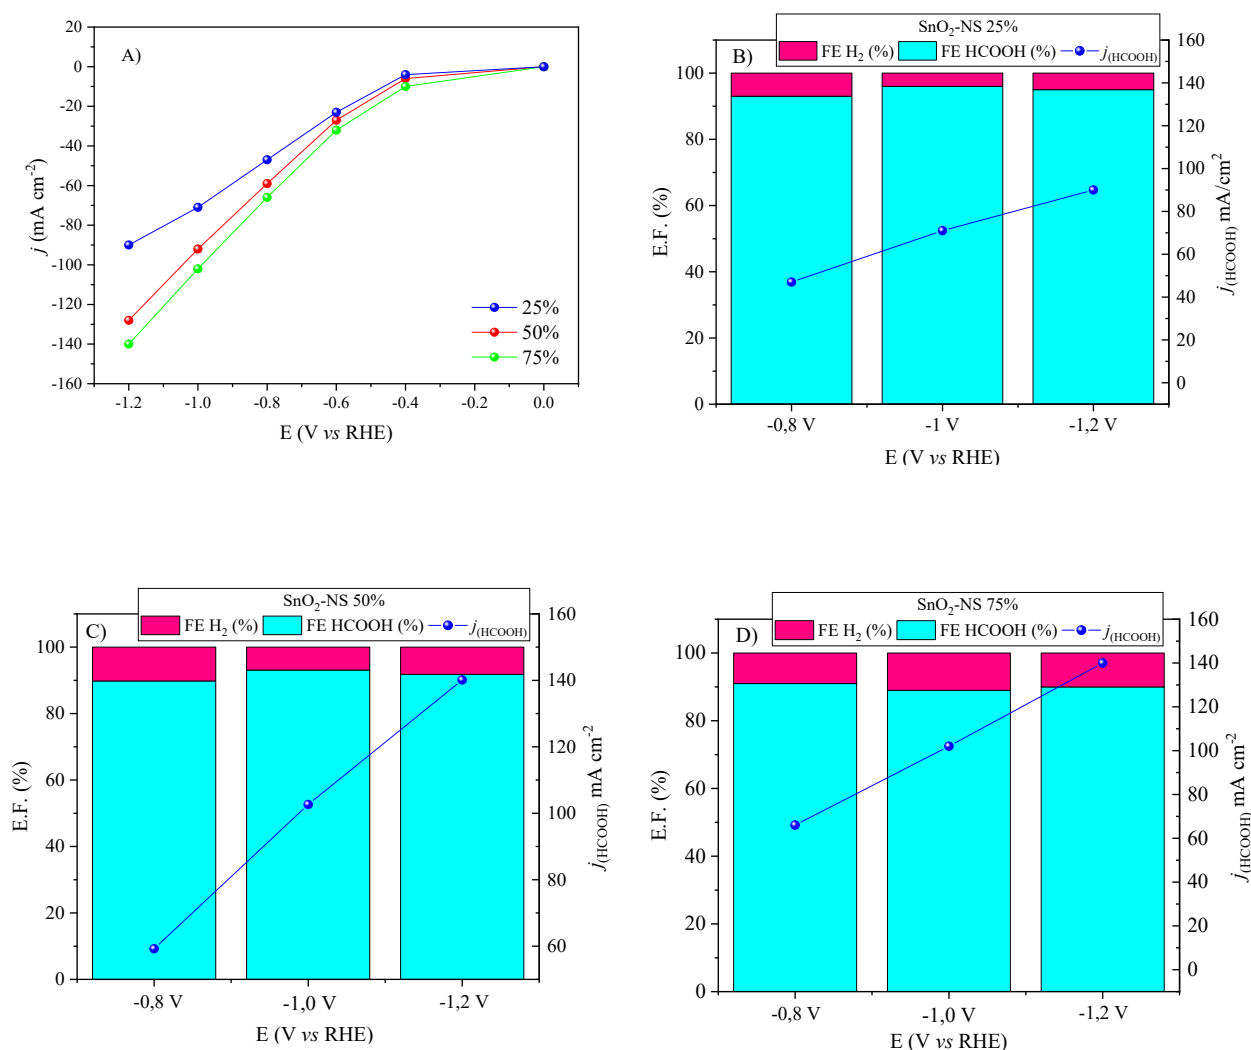 A)
20
0
-20
-40
-60
-80
-100
-120
-140
-160
j (mA cm-2)
25%
50%
75%
-1.2 -1.0 -0.8 -0.6 -0.4 -0.2 0.0
E (V vs RHE)
SnO2-NS 25%
FE H2 (%) FE HCOOH (%) j(HCOOH)
B)
100
80
60
40
20
0
E.F. (%)
160
140
120
100
80
60
40
20
0
j(HCOOH) mA/cm2
-0,8 V -1 V -1,2 V
E (V vs RHE)
SnO2-NS 50%
FE H2 (%) FE HCOOH (%) j(HCOOH)
C)
100
80
60
40
20
0
E.F. (%)
160
140
120
100
80
60
j(HCOOH) mA cm-2
-0,8 V -1,0 V -1,2 V
E (V vs RHE)
SnO2-NS 75%
FE H2 (%) FE HCOOH (%) j(HCOOH)
D)
100
80
60
40
20
0
E.F. (%)
160
140
120
100
80
60
40
20
0
j(HCOOH) mA cm-2
-0,8 V -1,0 V -1,2 V
E (V vs RHE)